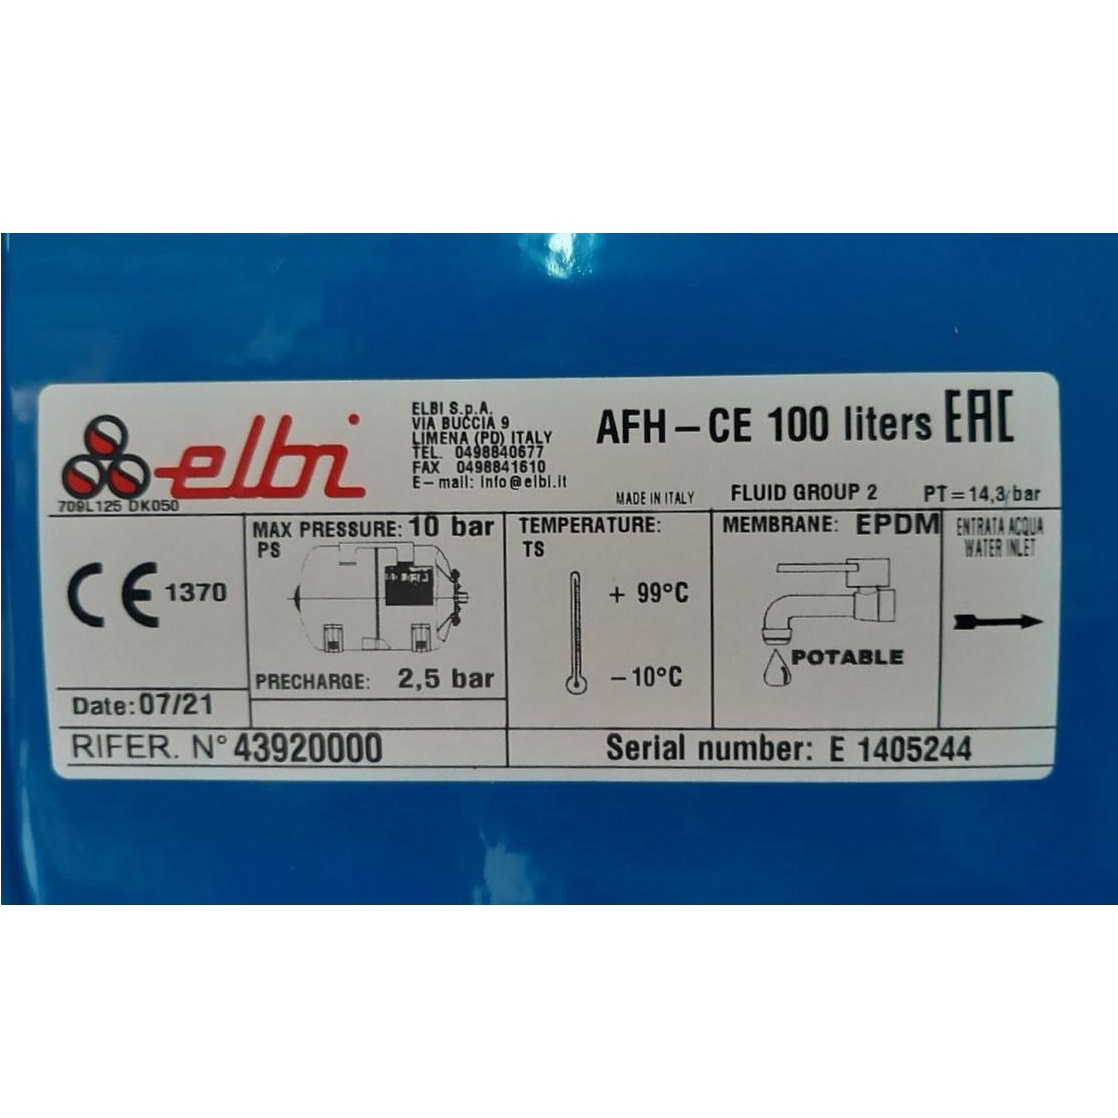 elbi
709L125 DK050
ELBI S.p.A.
VIA BUCCIA 9
LIMENA (PD) ITALY
TEL. 0498840677
FAX 0498841610
E-mail: info@elbi.it
AFH-CE 100 liters EAC
MADE IN ITALY
FLUID GROUP 2
PT=14,3 bar
CE 1370
Date: 07/21
MAX PRESSURE: 10 bar
PS
PRECHARGE: 2,5 bar
TEMPERATURE:
TS
+ 99°C
-10°C
MEMBRANE: EPDM
POTABLE
ENTRATA ACQUA
WATER INLET
RIFER. N° 43920000
Serial number: E 1405244